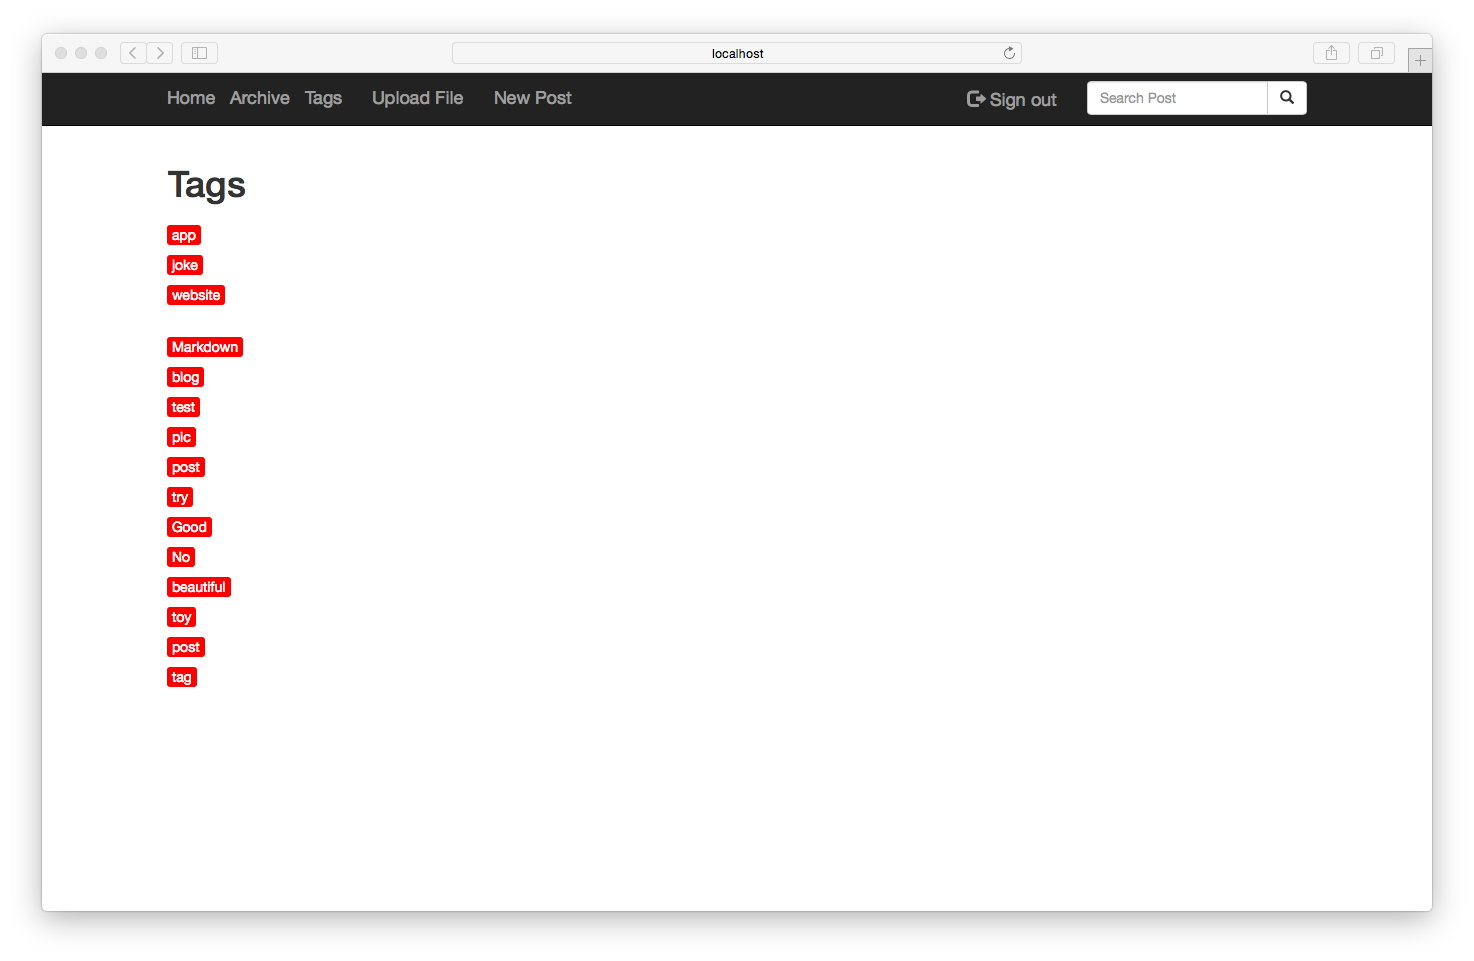 localhost
Home Archive Tags Upload File New Post Sign out Search Post
Tags
app
joke
website
Markdown
blog
test
pic
post
try
Good
No
beautiful
toy
post
tag